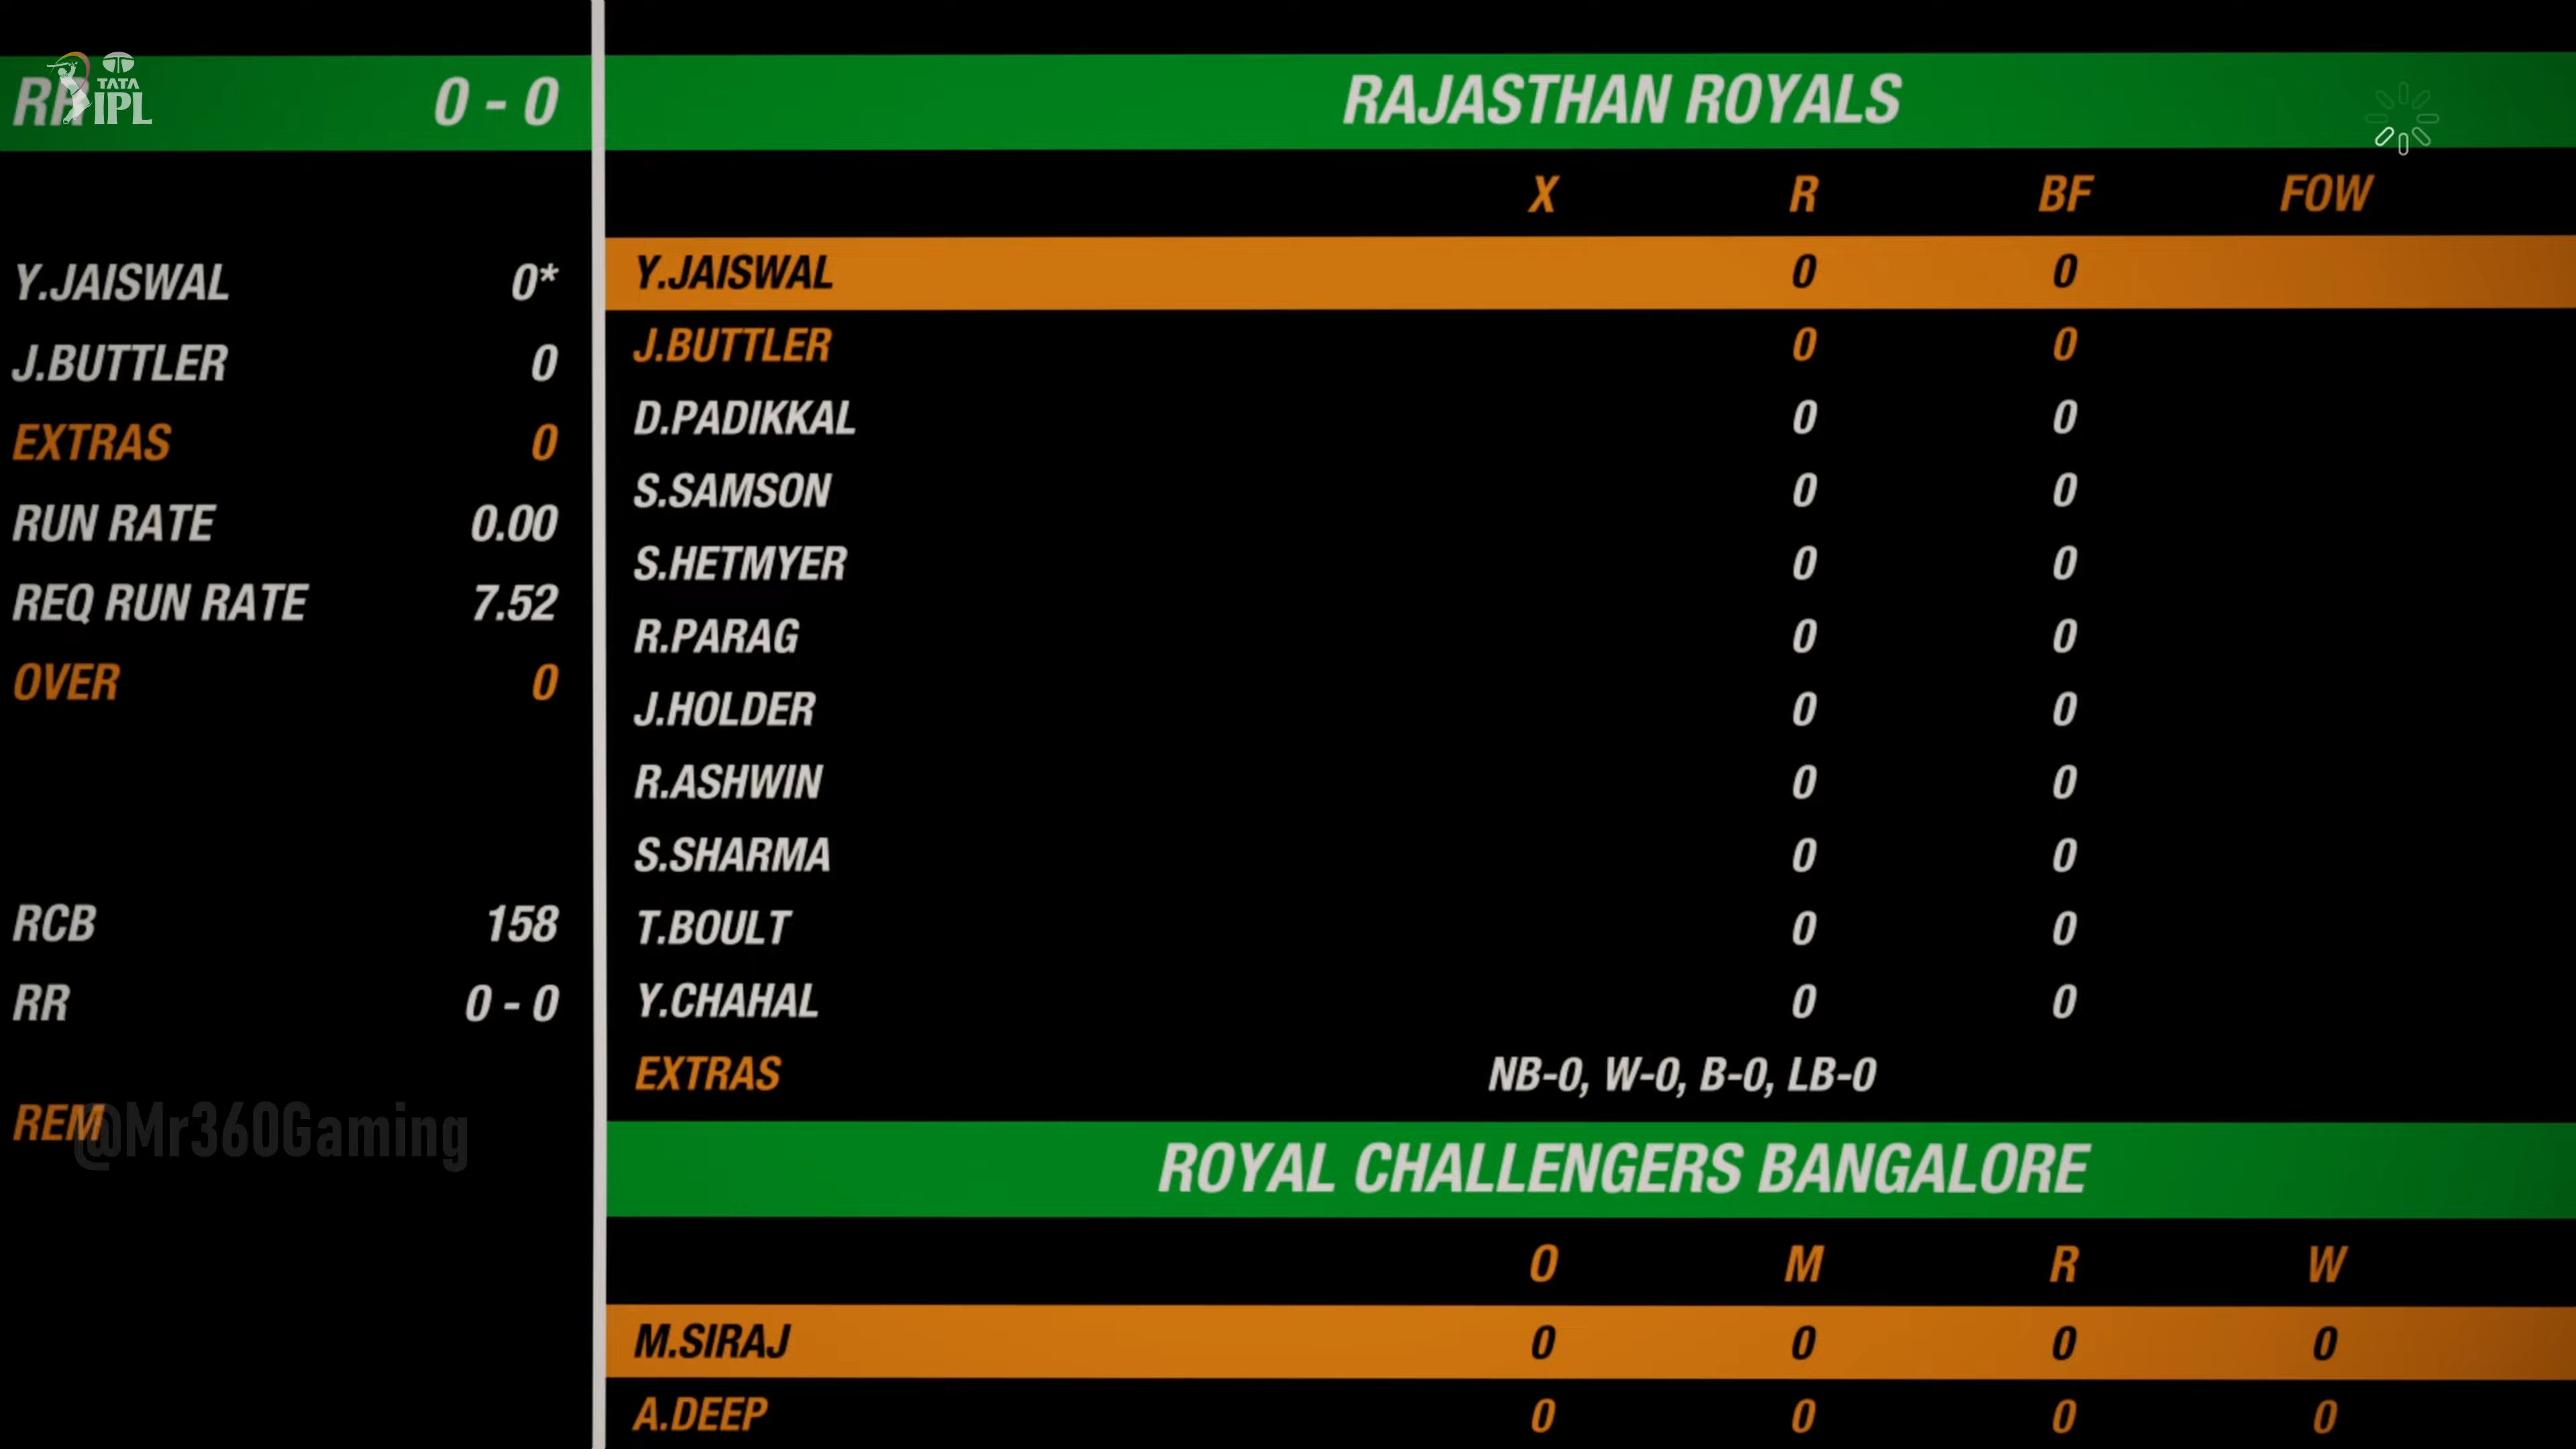 RR 0 - 0
TATA
IPL
Y.JAISWAL 0*
J.BUTTLER 0
EXTRAS 0
RUN RATE 0.00
REQ RUN RATE 7.52
OVER 0
RCB 158
RR 0 - 0
REM
@Mr360Gaming
RAJASTHAN ROYALS
X R BF FOW
Y.JAISWAL 0 0
J.BUTTLER 0 0
D.PADIKKAL 0 0
S.SAMSON 0 0
S.HETMYER 0 0
R.PARAG 0 0
J.HOLDER 0 0
R.ASHWIN 0 0
S.SHARMA 0 0
T.BOULT 0 0
Y.CHAHAL 0 0
EXTRAS NB-0, W-0, B-0, LB-0
ROYAL CHALLENGERS BANGALORE
O M R W
M.SIRAJ 0 0 0 0
A.DEEP 0 0 0 0